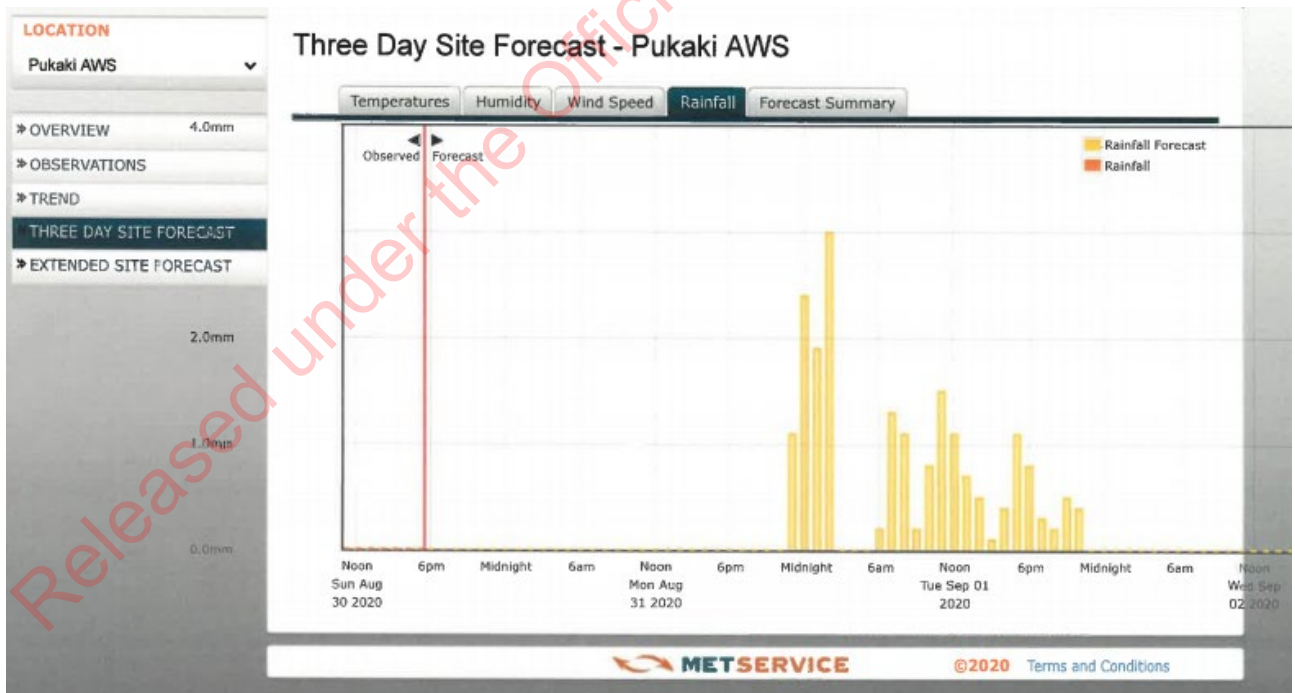 LOCATION
Pukaki AWS
» OVERVIEW
» OBSERVATIONS
» TREND
THREE DAY SITE FORECAST
» EXTENDED SITE FORECAST
Three Day Site Forecast - Pukaki AWS
Temperatures Humidity Wind Speed Rainfall Forecast Summary
4.0mm
2.0mm
1.0mm
0.0mm
Observed Forecast
Rainfall Forecast
Rainfall
Noon 6pm Midnight 6am Noon 6pm Midnight 6am Noon 6pm Midnight 6am Noon
Sun Aug Mon Aug Tue Sep 01 Wed Sep
30 2020 31 2020 2020 02 2020
METSERVICE ©2020 Terms and Conditions
Released under the Offici